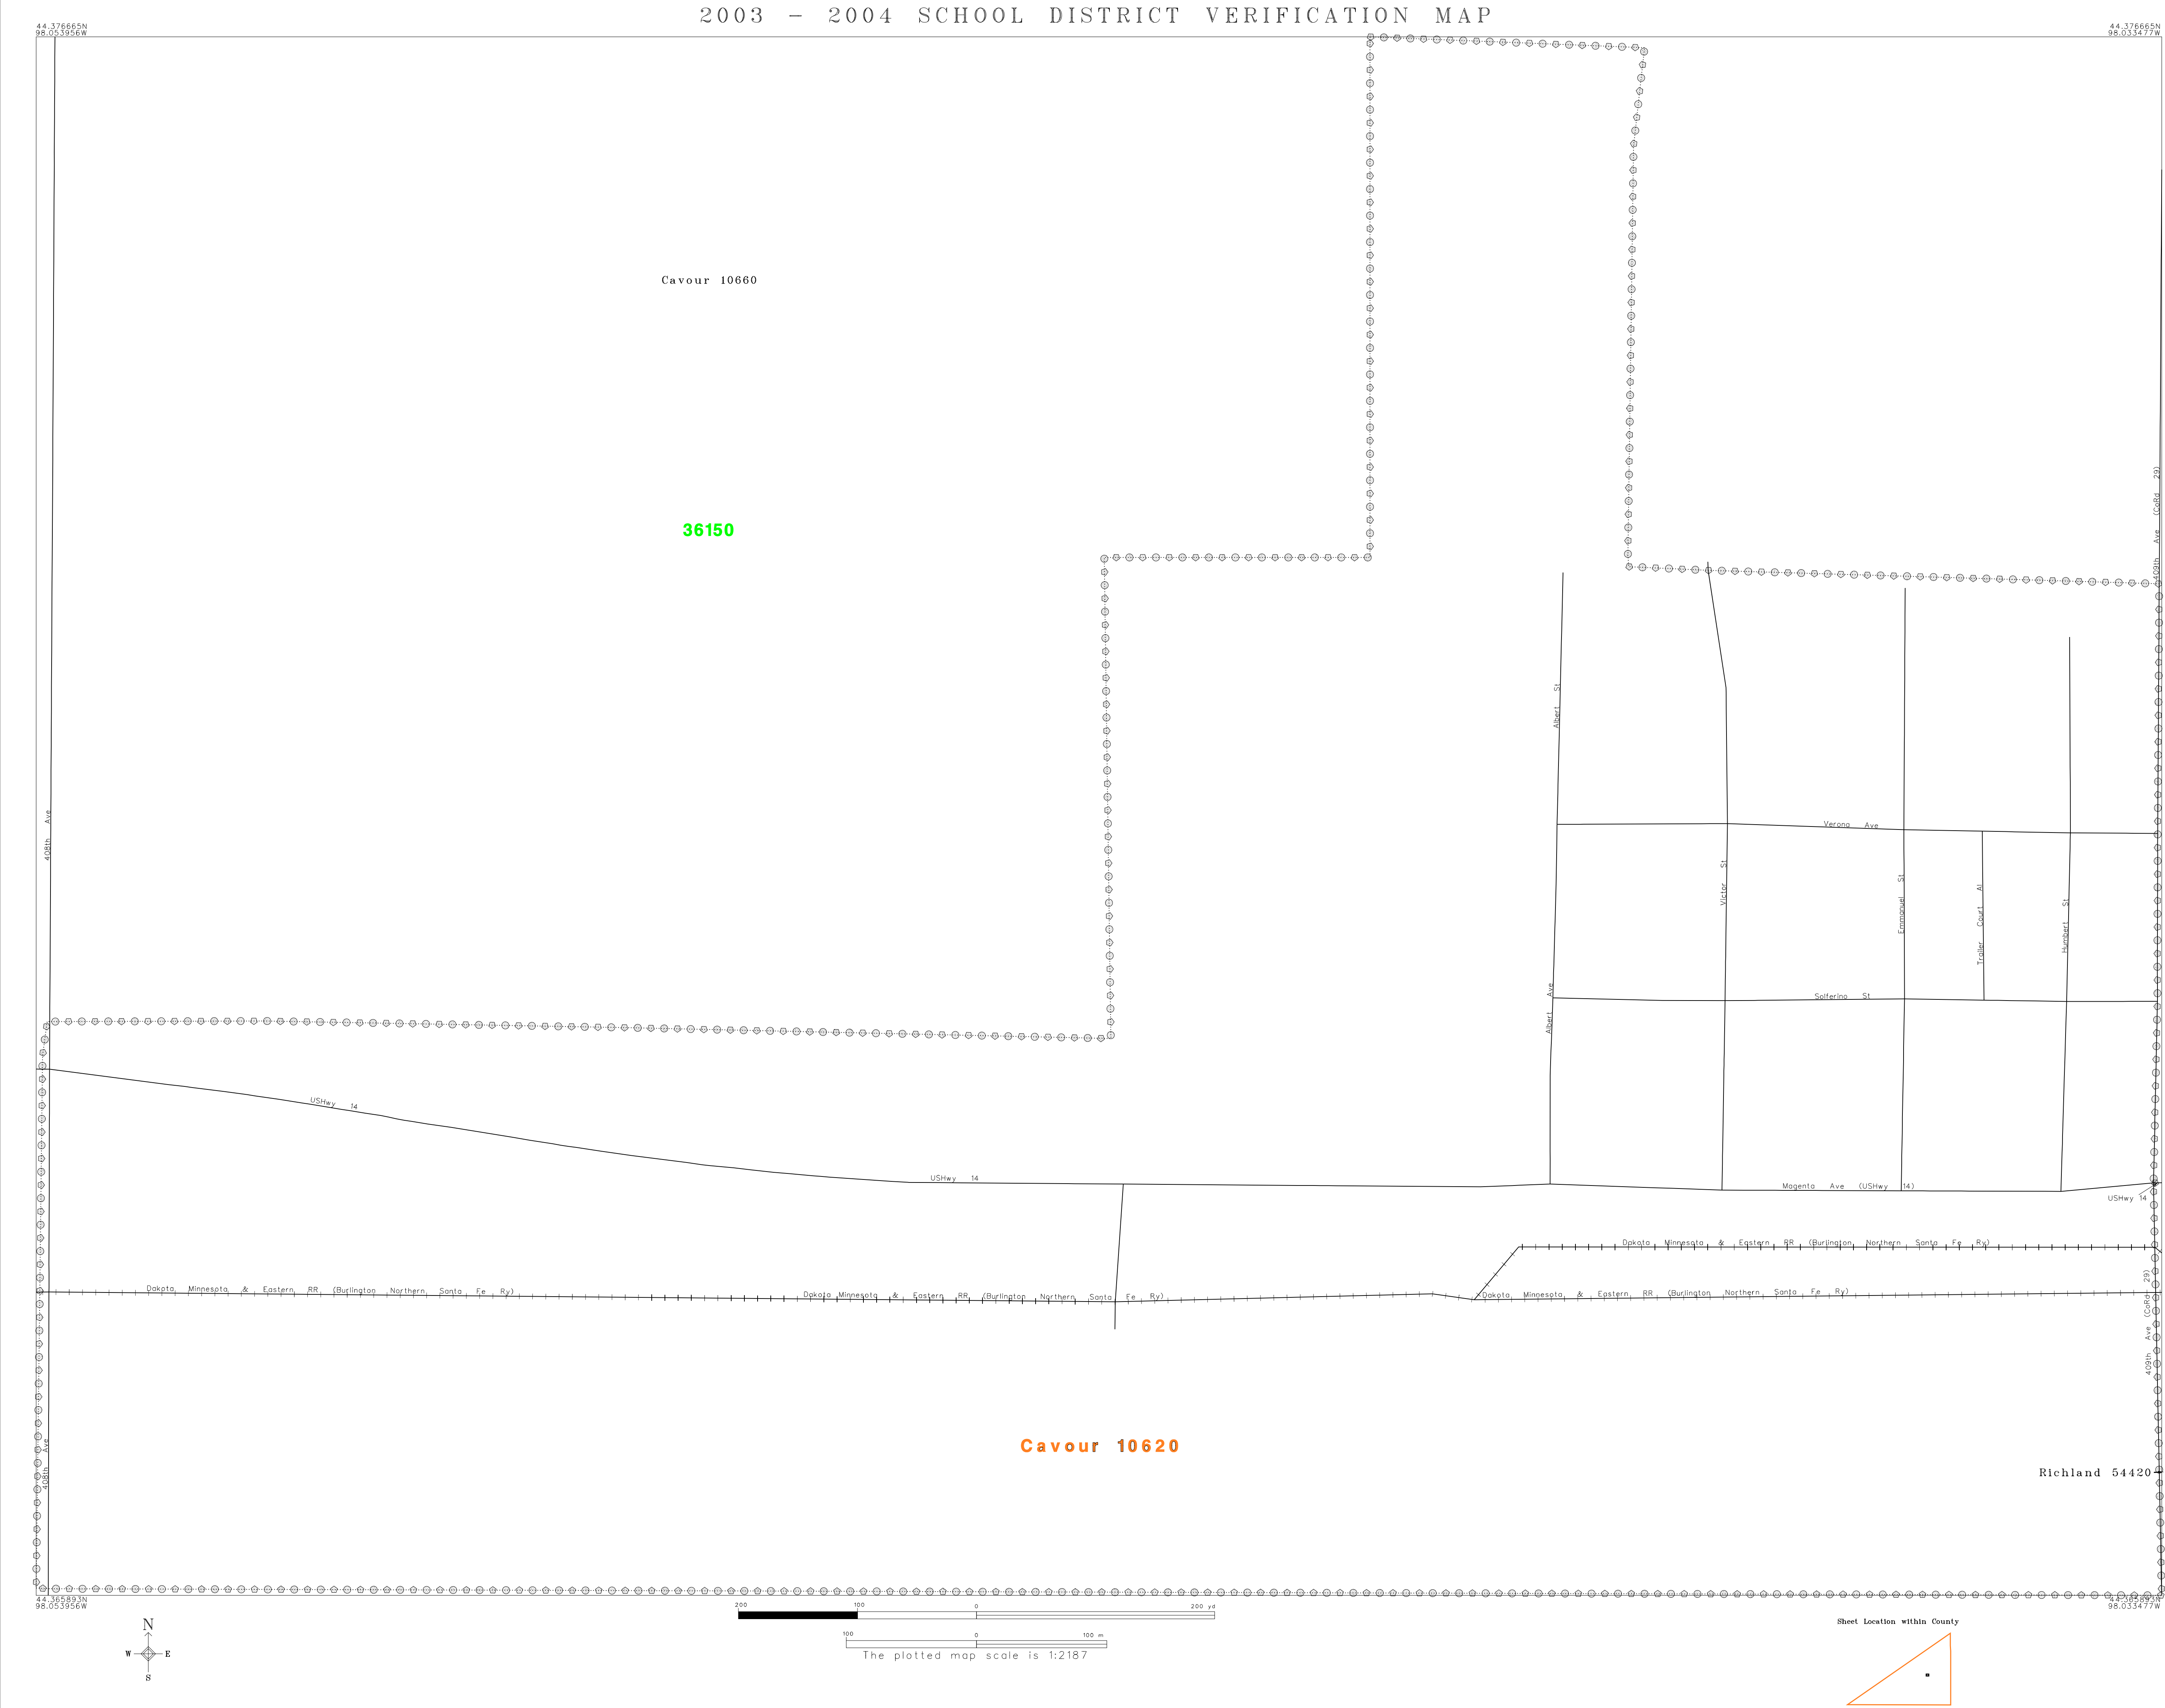 2003 - 2004 SCHOOL DISTRICT VERIFICATION MAP
44.376665N
98.053956W
44.376665N
98.033477W
Cavour 10660
36150
409th Ave (CoRd 29)
Albert St
408th Ave
Verona Ave
Victor St
Emmanuel St
Trailer Court Al
Humbert St
Albert Ave
Solferino St
USHwy 14
USHwy 14
Magenta Ave (USHwy 14)
USHwy 14
Dakota Minnesota & Eastern RR (Burlington Northern Santa Fe Ry)
Dakota Minnesota & Eastern RR (Burlington Northern Santa Fe Ry)
Dakota Minnesota & Eastern RR (Burlington Northern Santa Fe Ry)
Dakota Minnesota & Eastern RR (Burlington Northern Santa Fe Ry)
409th Ave (CoRd 29)
Cavour 10620
408th Ave
Richland 54420
44.365893N
98.053956W
44.365893N
98.033477W
200 100 0 200 yd
100 0 100 m
The plotted map scale is 1:2187
N
W E
S
Sheet Location within County